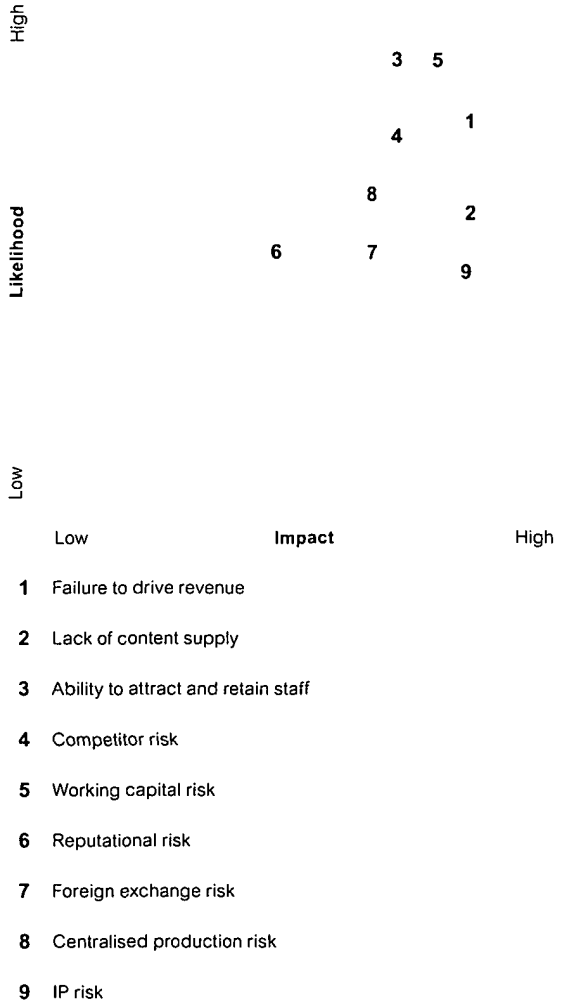 High
3 5
1
4
8
2
Likelihood
6 7
9
Low
Low Impact High
1 Failure to drive revenue
2 Lack of content supply
3 Ability to attract and retain staff
4 Competitor risk
5 Working capital risk
6 Reputational risk
7 Foreign exchange risk
8 Centralised production risk
9 IP risk